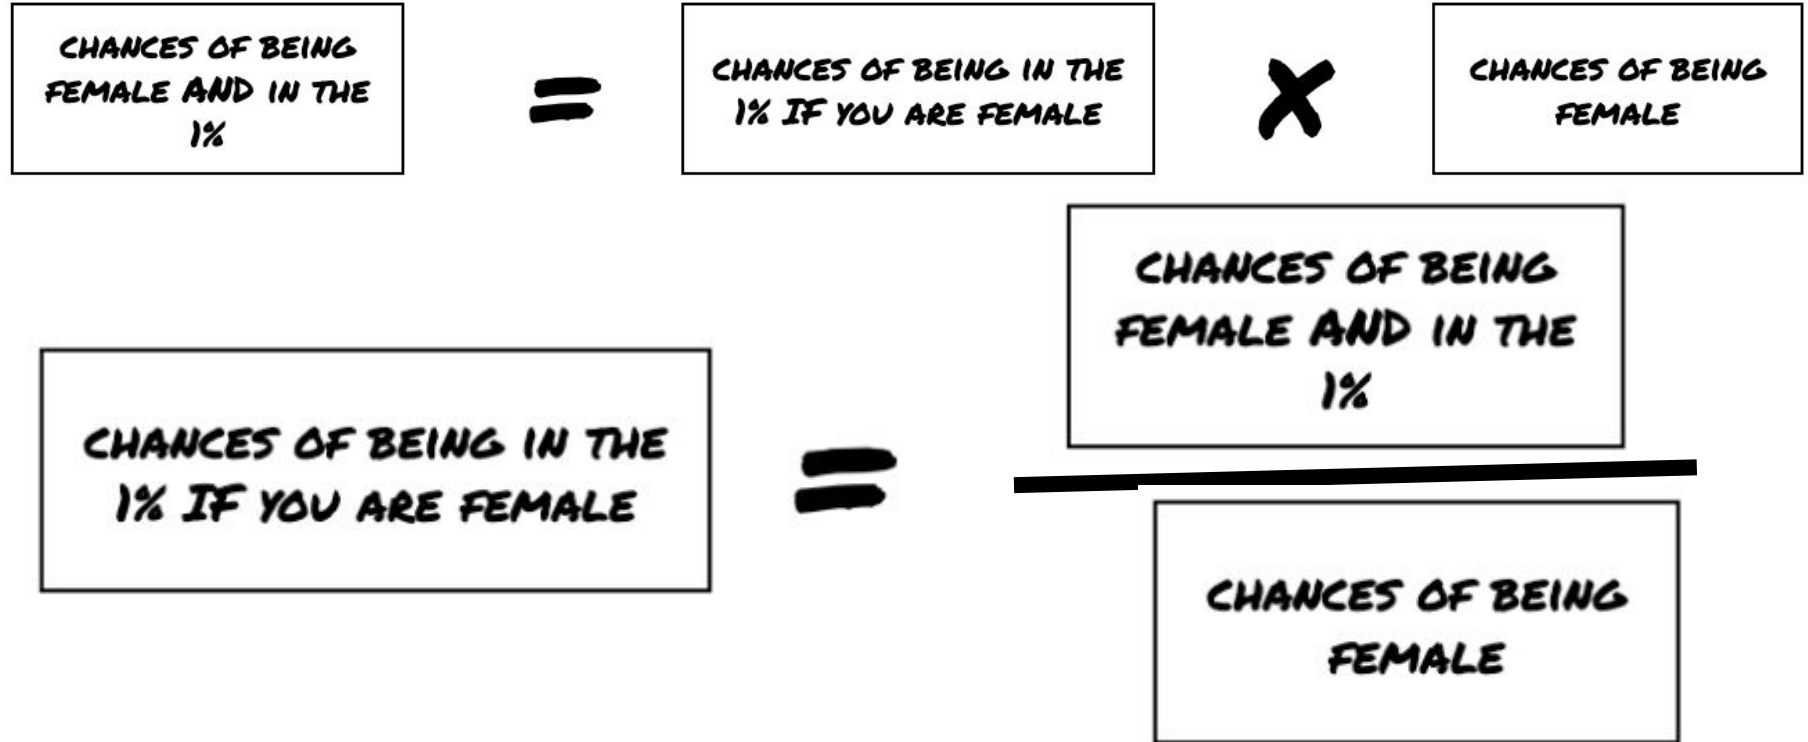 CHANCES OF BEING
FEMALE AND IN THE
1%
=
CHANCES OF BEING IN THE
1% IF YOU ARE FEMALE
X
CHANCES OF BEING
FEMALE
CHANCES OF BEING IN THE
1% IF YOU ARE FEMALE
=
CHANCES OF BEING
FEMALE AND IN THE
1%
CHANCES OF BEING
FEMALE